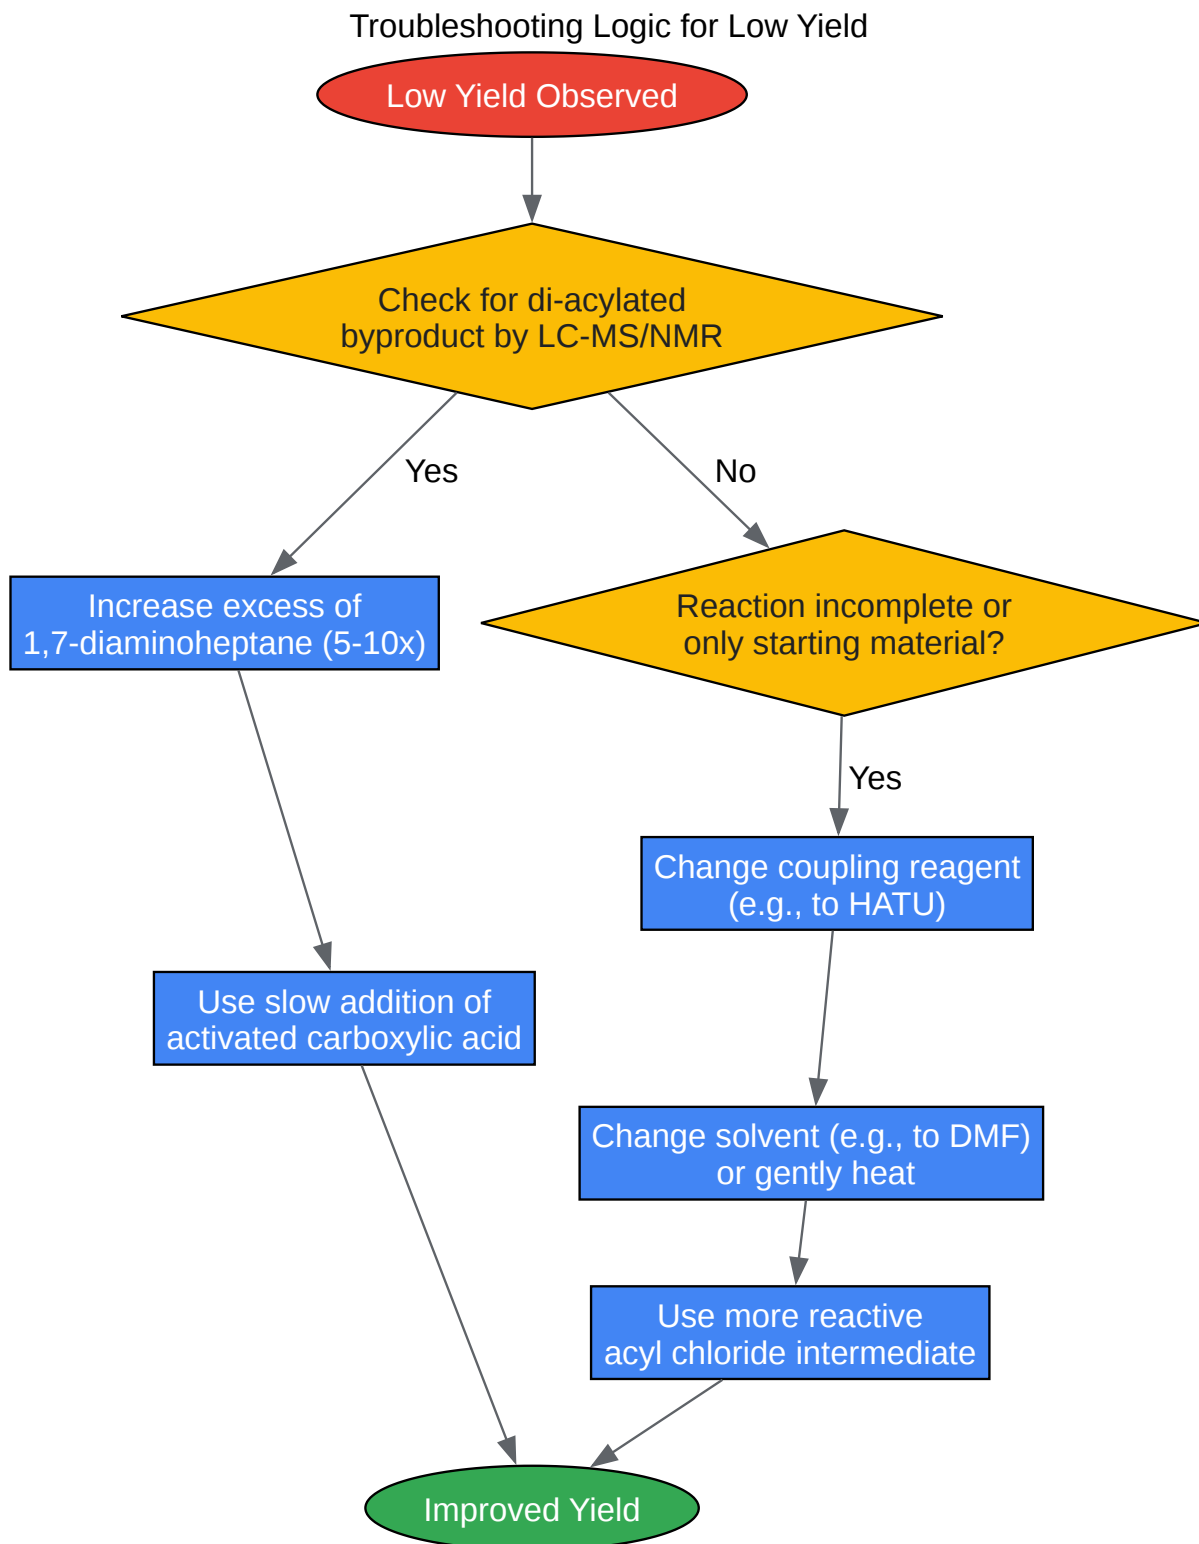 Troubleshooting Logic for Low Yield
Low Yield Observed
Check for di-acylated
byproduct by LC-MS/NMR
Yes
No
Increase excess of
1,7-diaminoheptane (5-10x)
Reaction incomplete or
only starting material?
Yes
Change coupling reagent
(e.g., to HATU)
Use slow addition of
activated carboxylic acid
Change solvent (e.g., to DMF)
or gently heat
Use more reactive
acyl chloride intermediate
Improved Yield